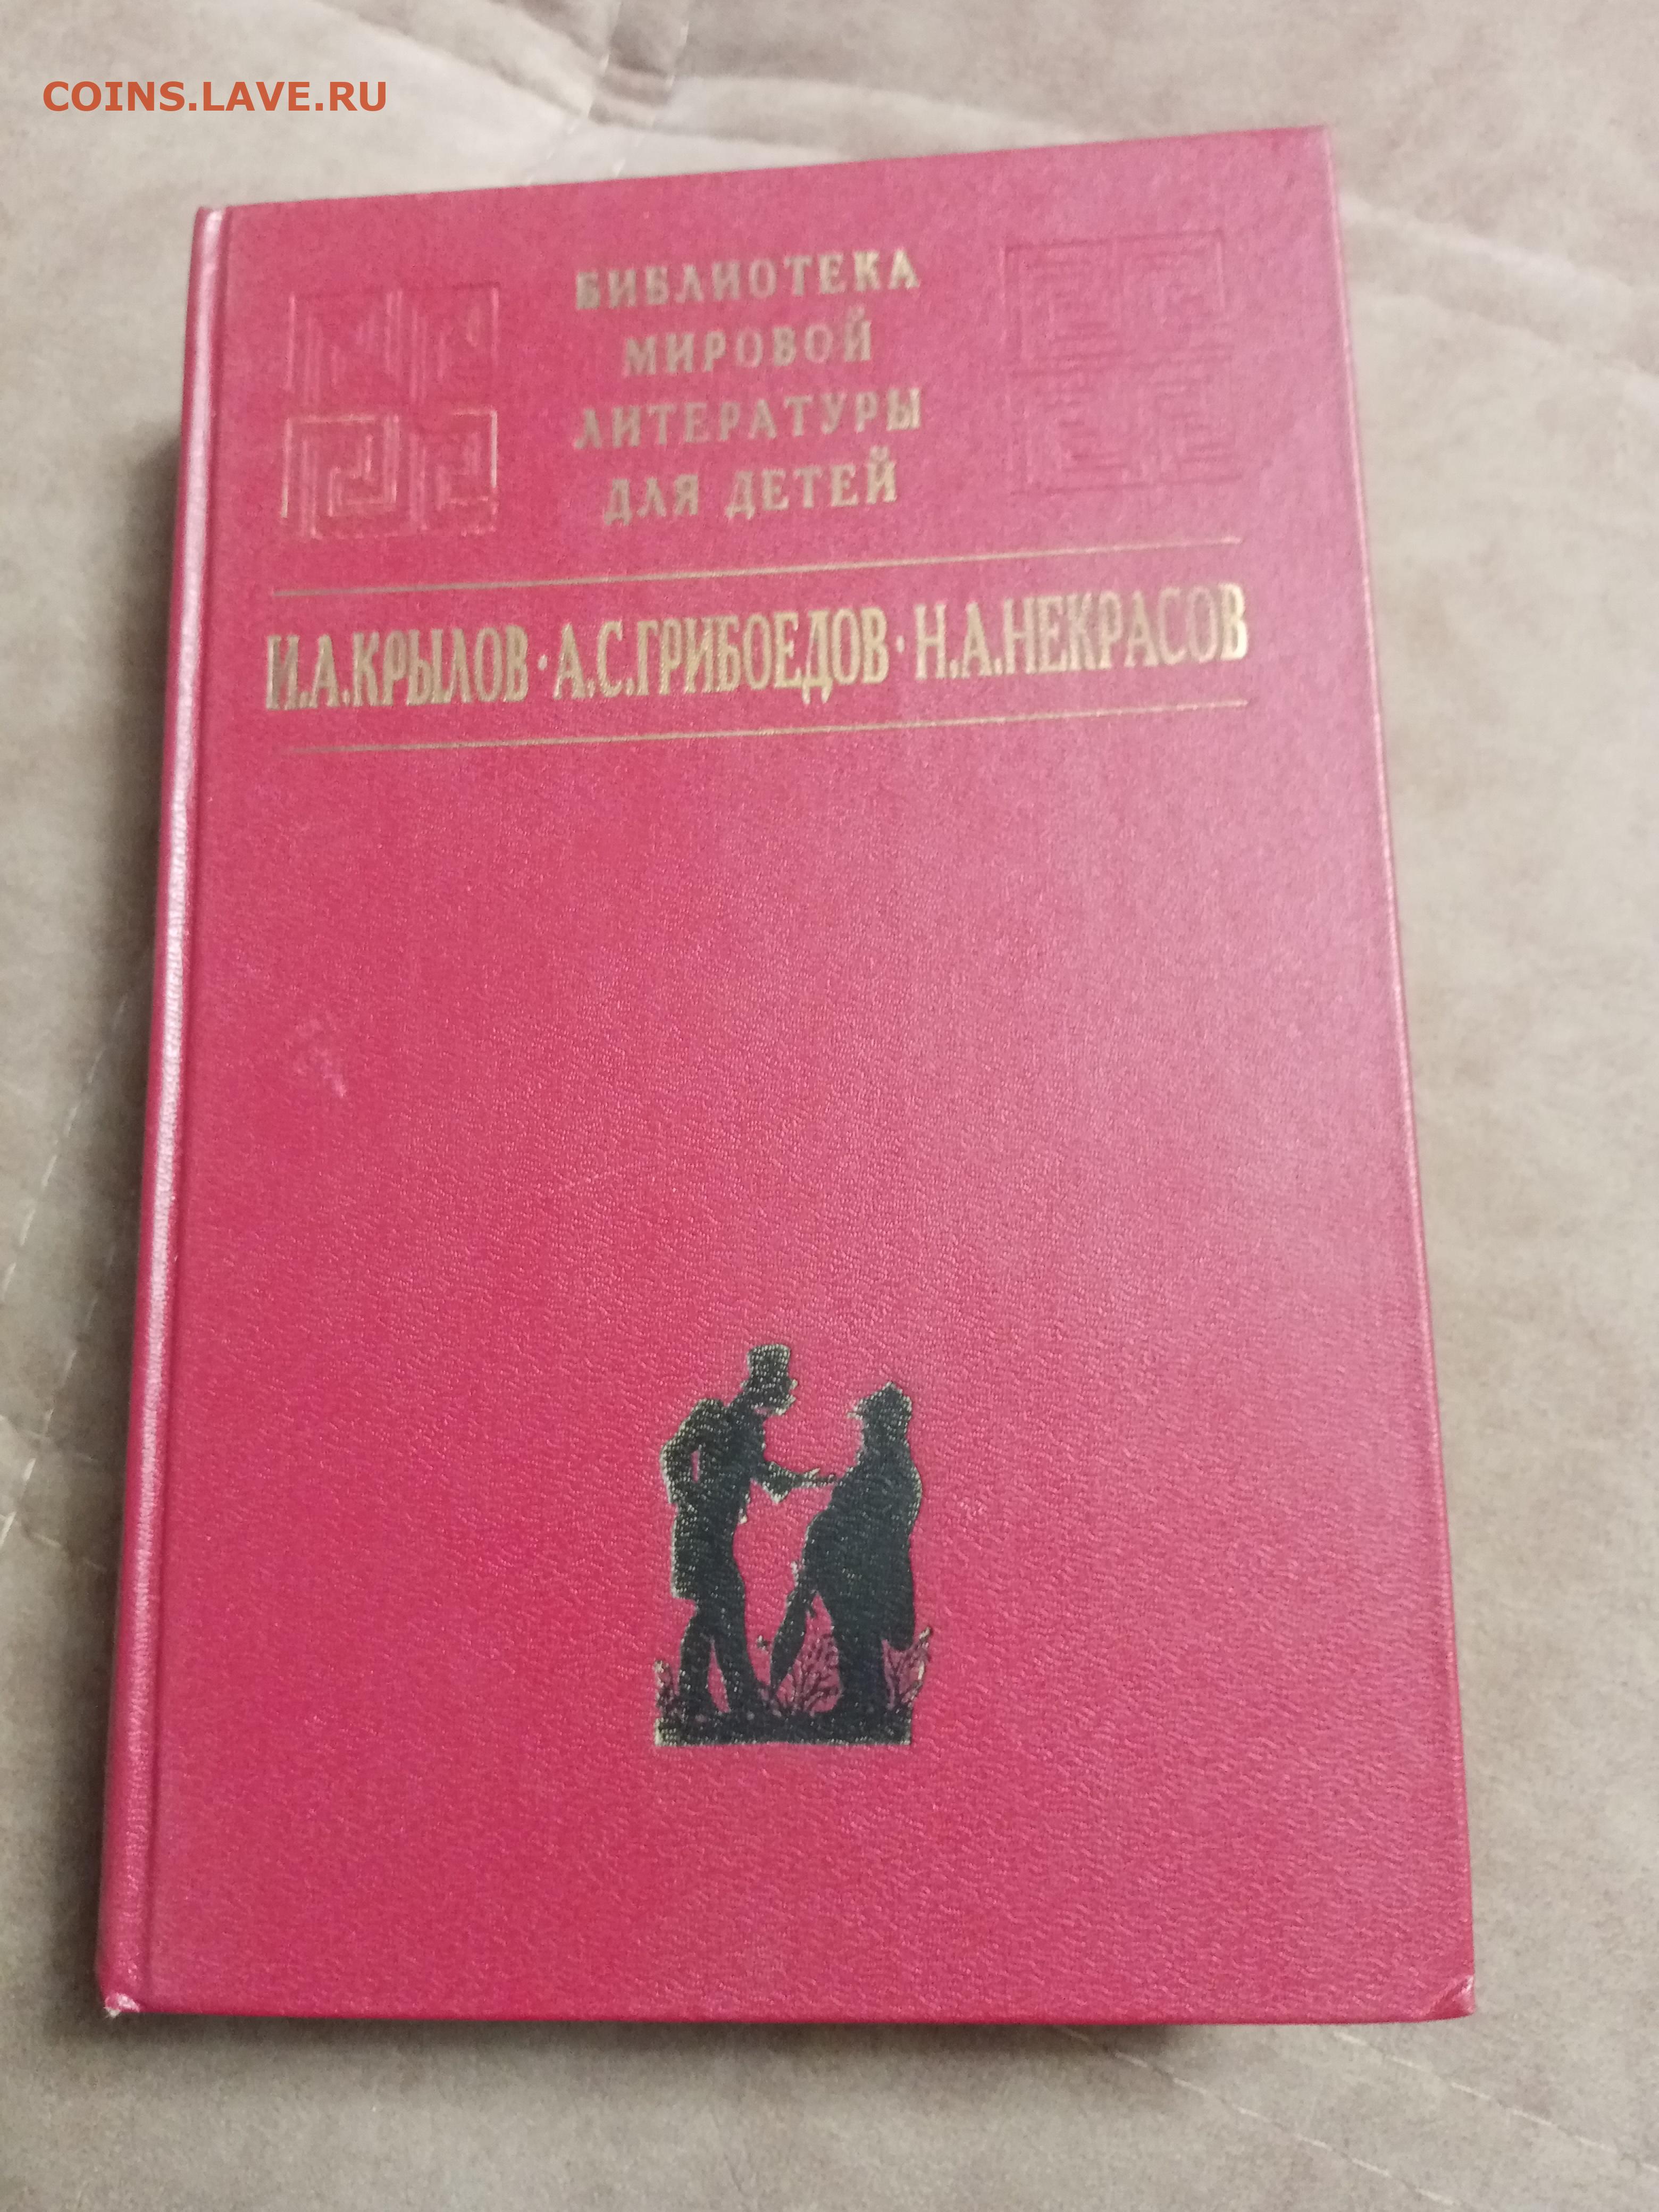 COINS.LAVE.RU
БИБЛИОТЕКА
МИРОВОЙ
ЛИТЕРАТУРЫ
ДЛЯ ДЕТЕЙ
И.А.КРЫЛОВ·А.С.ГРИБОЕДОВ·Н.А.НЕКРАСОВ